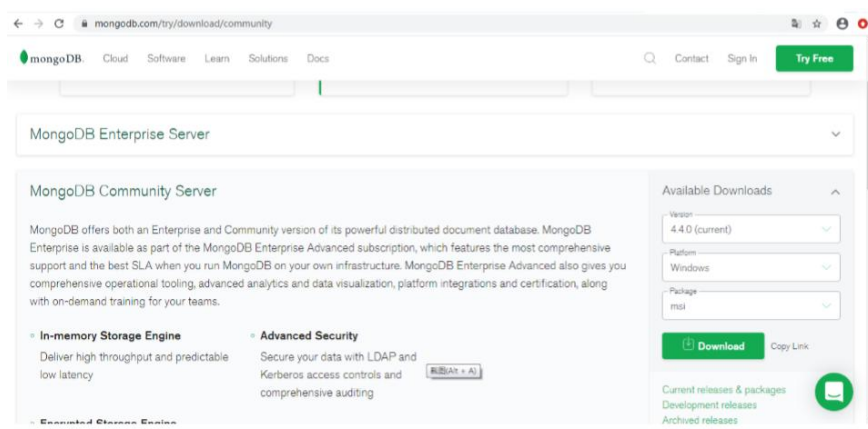 mongodb.com/try/download/community
mongoDB.
Cloud
Software
Learn
Solutions
Docs
Contact
Sign In
Try Free
MongoDB Enterprise Server
MongoDB Community Server
MongoDB offers both an Enterprise and Community version of its powerful distributed document database. MongoDB
Enterprise is available as part of the MongoDB Enterprise Advanced subscription, which features the most comprehensive
support and the best SLA when you run MongoDB on your own infrastructure. MongoDB Enterprise Advanced also gives you
comprehensive operational tooling, advanced analytics and data visualization, platform integrations and certification, along
with on-demand training for your teams.
In-memory Storage Engine
Deliver high throughput and predictable
low latency
Advanced Security
Secure your data with LDAP and
Kerberos access controls and
comprehensive auditing
截图(Alt + A)
Encrypted Storage Engine
Available Downloads
Version
4.4.0 (current)
Platform
Windows
Package
msi
Download
Copy Link
Current releases & packages
Development releases
Archived releases